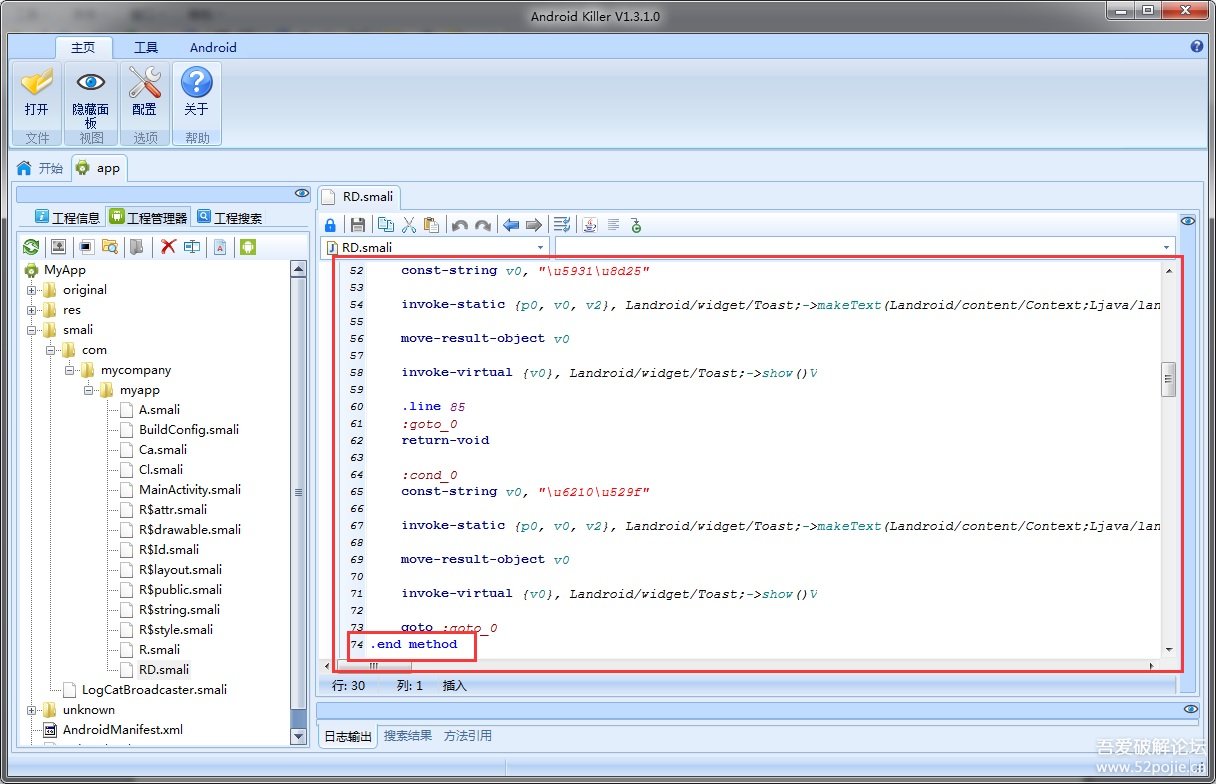 Android Killer V1.3.1.0
主页 工具 Android
打开 隐藏面板 配置 关于
文件 视图 选项 帮助
开始 app
工程信息 工程管理器 工程搜索
MyApp
original
res
smali
com
mycompany
myapp
A.smali
BuildConfig.smali
Ca.smali
Cl.smali
MainActivity.smali
R$attr.smali
R$drawable.smali
R$Id.smali
R$layout.smali
R$public.smali
R$string.smali
R$style.smali
R.smali
RD.smali
LogCatBroadcaster.smali
unknown
AndroidManifest.xml
RD.smali
RD.smali
52 const-string v0, "\u5931\u8d25"
53
54 invoke-static {p0, v0, v2}, Landroid/widget/Toast;->makeText(Landroid/content/Context;Ljava/lan
55
56 move-result-object v0
57
58 invoke-virtual {v0}, Landroid/widget/Toast;->show()V
59
60 .line 85
61 :goto_0
62 return-void
63
64 :cond_0
65 const-string v0, "\u6210\u529f"
66
67 invoke-static {p0, v0, v2}, Landroid/widget/Toast;->makeText(Landroid/content/Context;Ljava/lan
68
69 move-result-object v0
70
71 invoke-virtual {v0}, Landroid/widget/Toast;->show()V
72
73 goto :goto_0
74 .end method
行: 30 列: 1 插入
日志输出 搜索结果 方法引用
吾爱破解论坛
www.52pojie.cn